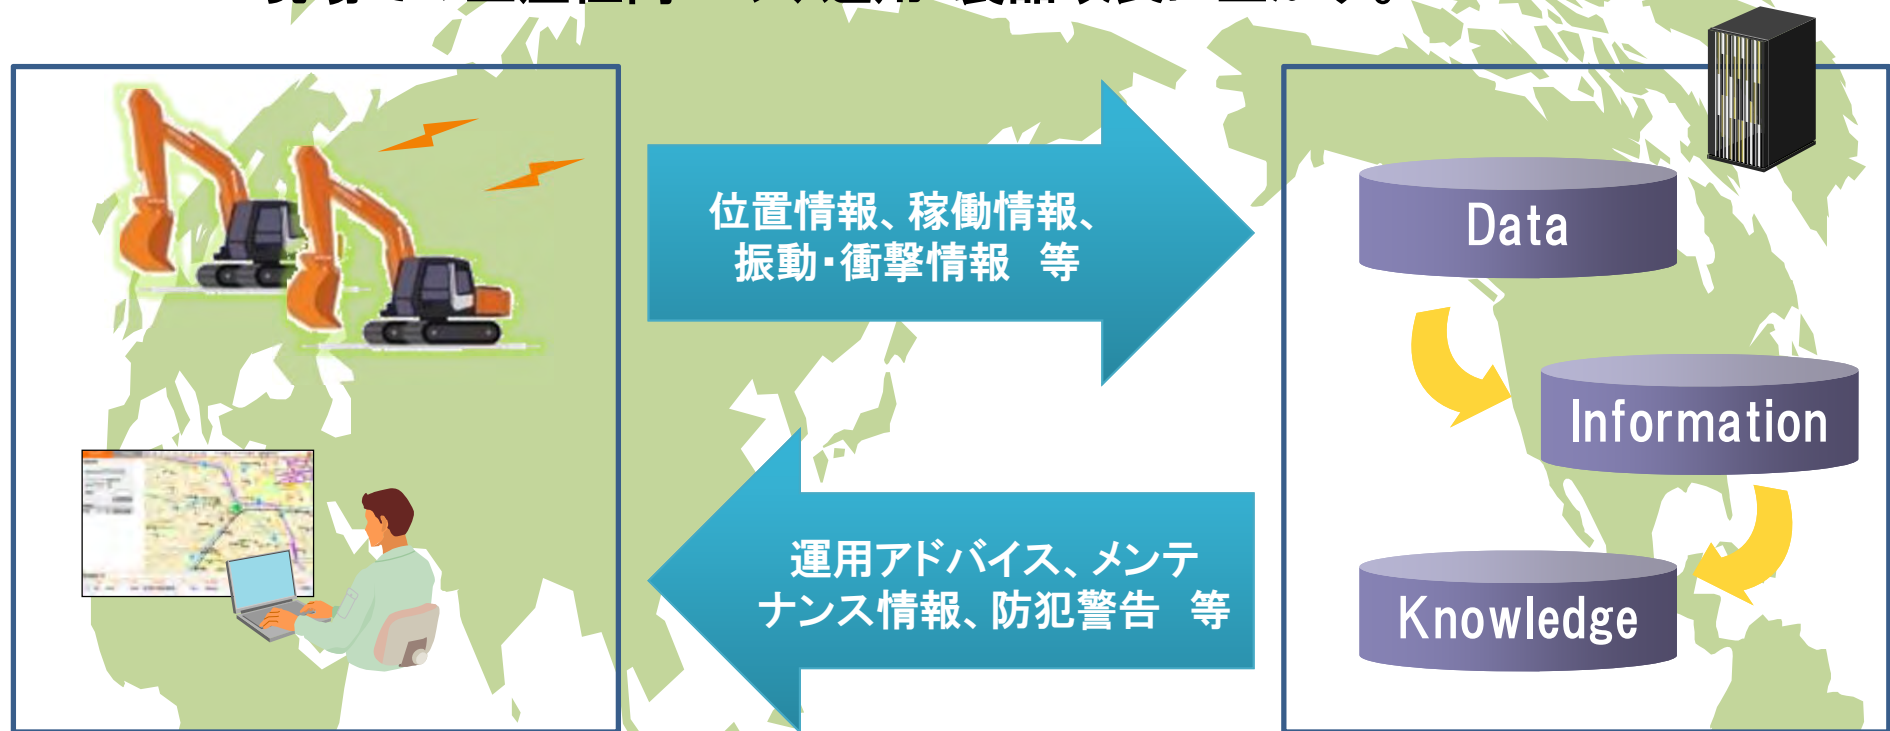 位置情報、稼働情報、
振動・衝撃情報　等
Data
Information
運用アドバイス、メンテ
ナンス情報、防犯警告　等
Knowledge